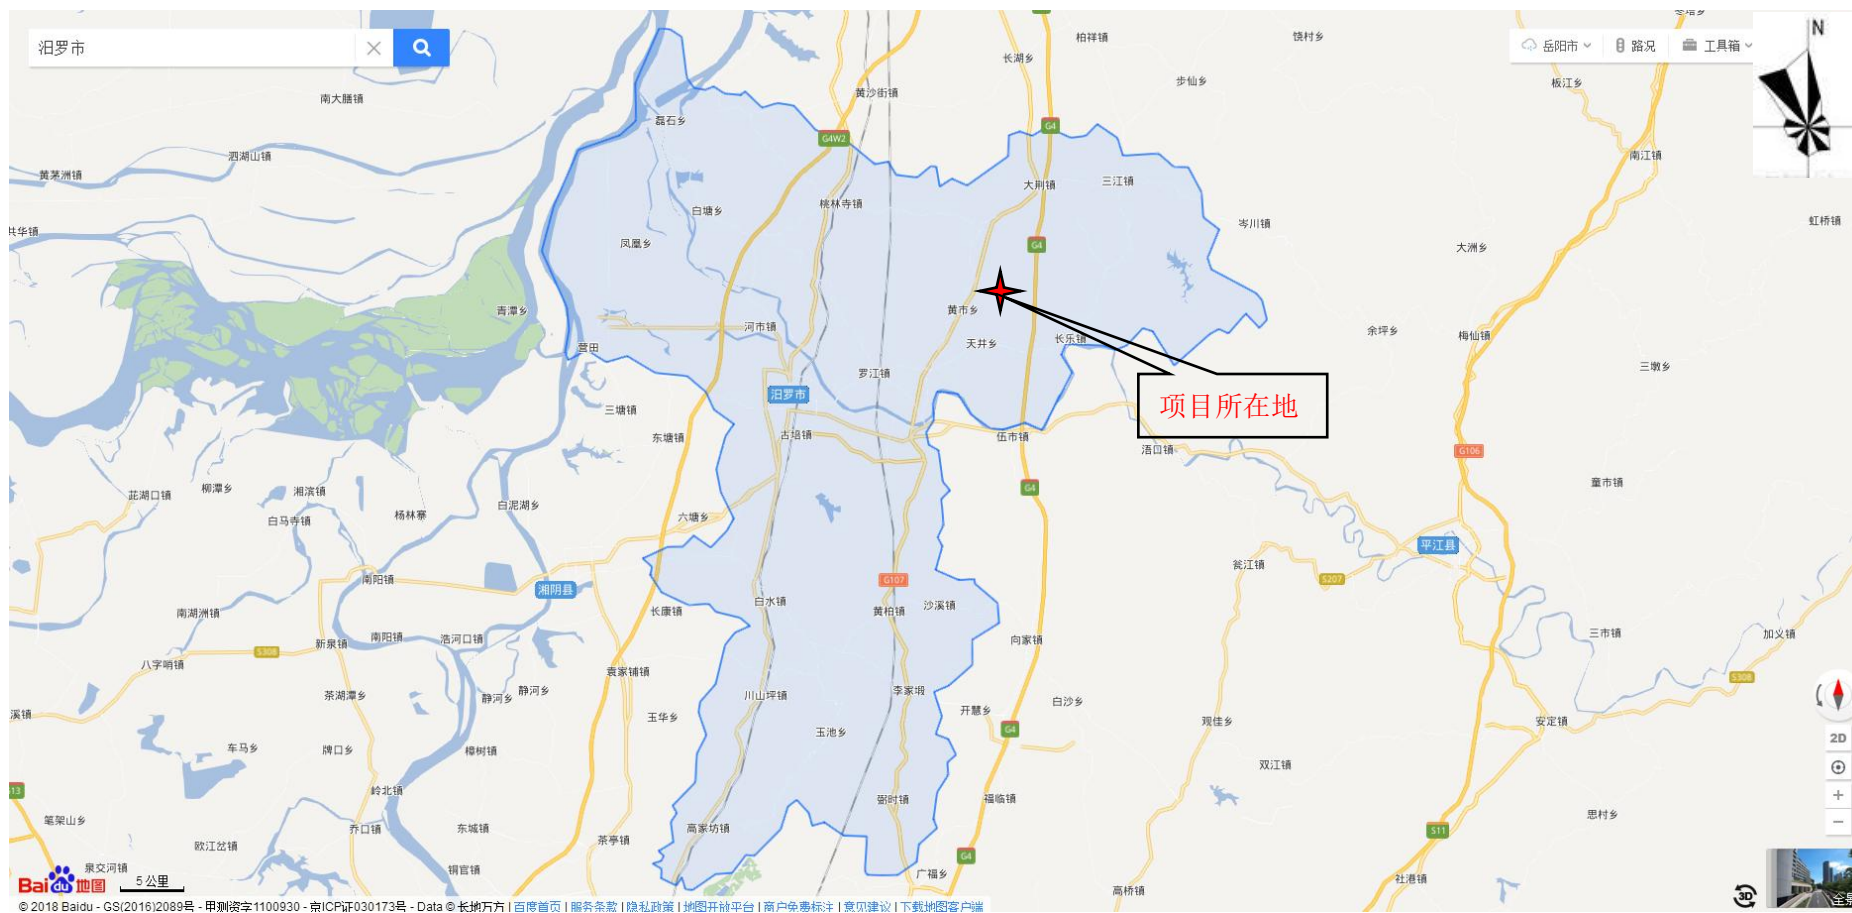 汨罗市
岳阳市
路况
工具箱
N
柏祥镇
饶村乡
长湖乡
步仙乡
板江乡
黄沙街镇
南大膳镇
磊石乡
G4W2
G4
泗湖山镇
南江镇
黄茅洲镇
大荆镇
三江镇
桃林寺镇
白塘乡
岑川镇
虹桥镇
共华镇
凤凰乡
G4
大洲乡
青潭乡
黄市乡
河市镇
余坪乡
梅仙镇
天井乡
长乐镇
营田
三墩乡
罗江镇
汨罗市
项目所在地
三塘镇
东塘镇
古培镇
伍市镇
浯口镇
G106
柳潭乡
湘滨镇
茈湖口镇
G4
童市镇
白泥湖乡
杨林寨
白马寺镇
六塘乡
平江县
瓮江镇
南阳镇
G107
S207
湘阴县
白水镇
沙溪镇
黄柏镇
南湖洲镇
长康镇
南阳镇
浩河口镇
新泉镇
向家镇
三市镇
加义镇
S308
八字哨镇
袁家铺镇
S308
茶湖潭乡
静河乡
静河乡
川山坪镇
李家塅
白沙乡
溪镇
玉华乡
开慧乡
观佳乡
安定镇
G4
玉池乡
车马乡
牌口乡
樟树镇
2D
双江镇
13
岭北镇
弼时镇
福临镇
思村乡
笔架山乡
乔口镇
东城镇
高家坊镇
S11
茶亭镇
欧江岔镇
G4
泉交河镇
铜官镇
广福乡
社港镇
高桥镇
Bai du 地图
5公里
3D
全景
© 2018 Baidu - GS(2016)2089号 - 甲测资字1100930 - 京ICP证030173号 - Data © 长地万方 | 百度首页 | 服务条款 | 隐私政策 | 地图开放平台 | 商户免费标注 | 意见建议 | 下载地图客户端